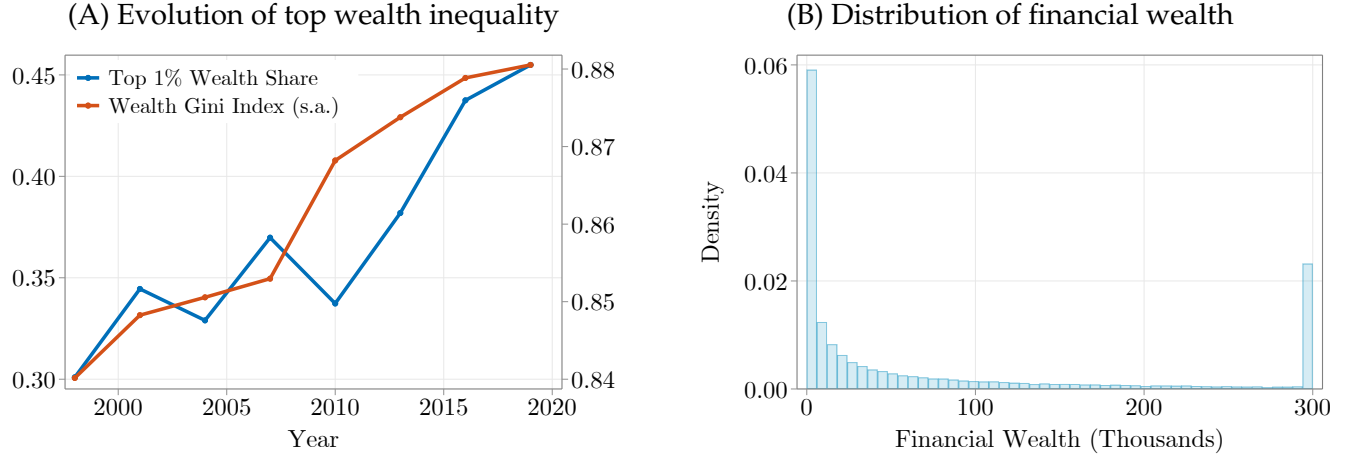 (A) Evolution of top wealth inequality
Top 1% Wealth Share
Wealth Gini Index (s.a.)
0.45
0.40
0.35
0.30
0.88
0.87
0.86
0.85
0.84
2000 2005 2010 2015 2020
Year
(B) Distribution of financial wealth
0.06
0.04
0.02
0.00
Density
0 100 200 300
Financial Wealth (Thousands)